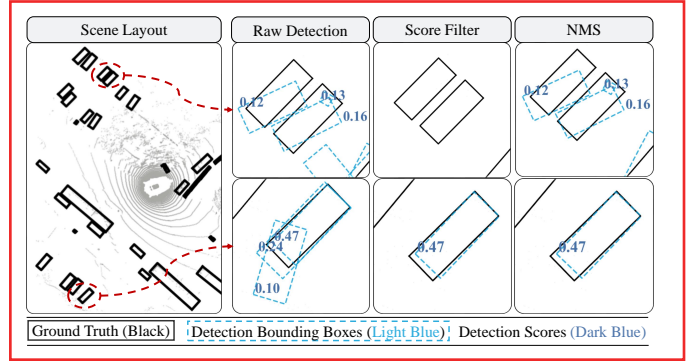 Scene Layout Raw Detection Score Filter NMS
0.12 0.13 0.16 0.12 0.13 0.16
0.47 0.24 0.10 0.47 0.47
Ground Truth (Black) Detection Bounding Boxes (Light Blue) Detection Scores (Dark Blue)